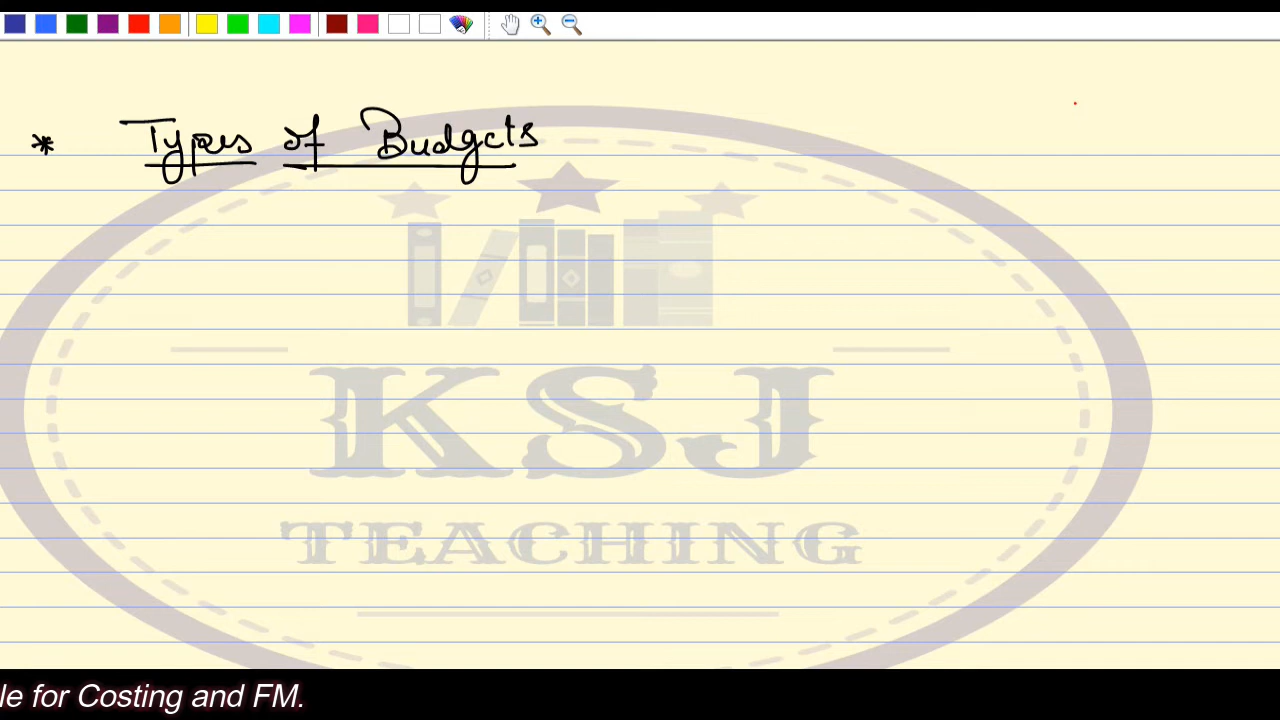 * Types of Budgets
KSJ
TEACHING
le for Costing and FM.